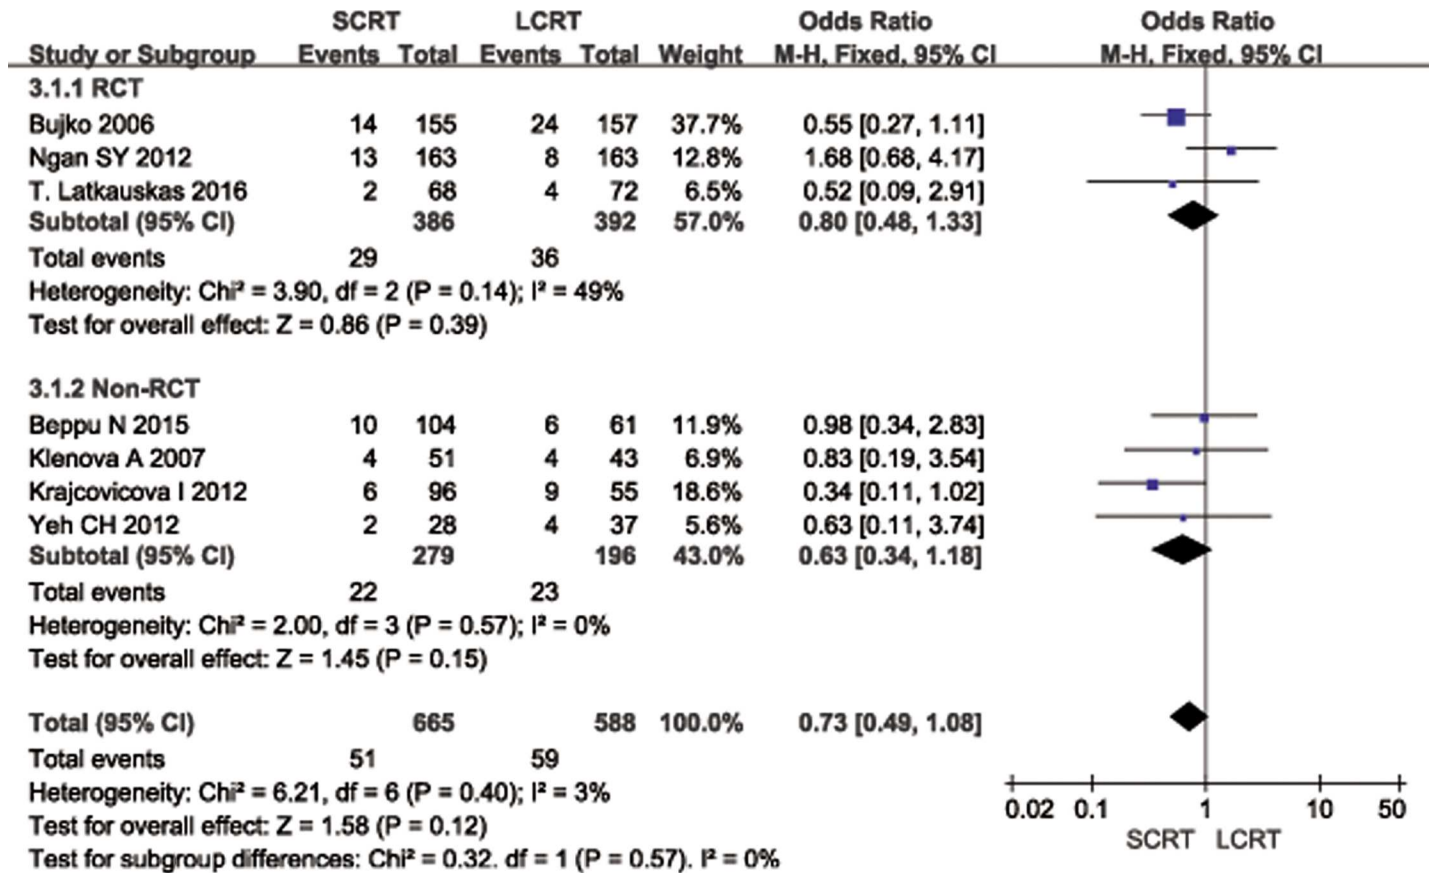 SCRT LCRT Odds Ratio Odds Ratio
Study or Subgroup Events Total Events Total Weight M-H, Fixed, 95% CI M-H, Fixed, 95% CI
3.1.1 RCT
Bujko 2006 14 155 24 157 37.7% 0.55 [0.27, 1.11]
Ngan SY 2012 13 163 8 163 12.8% 1.68 [0.68, 4.17]
T. Latkauskas 2016 2 68 4 72 6.5% 0.52 [0.09, 2.91]
Subtotal (95% CI) 386 392 57.0% 0.80 [0.48, 1.33]
Total events 29 36
Heterogeneity: Chi² = 3.90, df = 2 (P = 0.14); I² = 49%
Test for overall effect: Z = 0.86 (P = 0.39)
3.1.2 Non-RCT
Beppu N 2015 10 104 6 61 11.9% 0.98 [0.34, 2.83]
Klenova A 2007 4 51 4 43 6.9% 0.83 [0.19, 3.54]
Krajcovicova I 2012 6 96 9 55 18.6% 0.34 [0.11, 1.02]
Yeh CH 2012 2 28 4 37 5.6% 0.63 [0.11, 3.74]
Subtotal (95% CI) 279 196 43.0% 0.63 [0.34, 1.18]
Total events 22 23
Heterogeneity: Chi² = 2.00, df = 3 (P = 0.57); I² = 0%
Test for overall effect: Z = 1.45 (P = 0.15)
Total (95% CI) 665 588 100.0% 0.73 [0.49, 1.08]
Total events 51 59
Heterogeneity: Chi² = 6.21, df = 6 (P = 0.40); I² = 3%
Test for overall effect: Z = 1.58 (P = 0.12)
Test for subgroup differences: Chi² = 0.32. df = 1 (P = 0.57). I² = 0%
0.02 0.1 1 10 50
SCRT LCRT